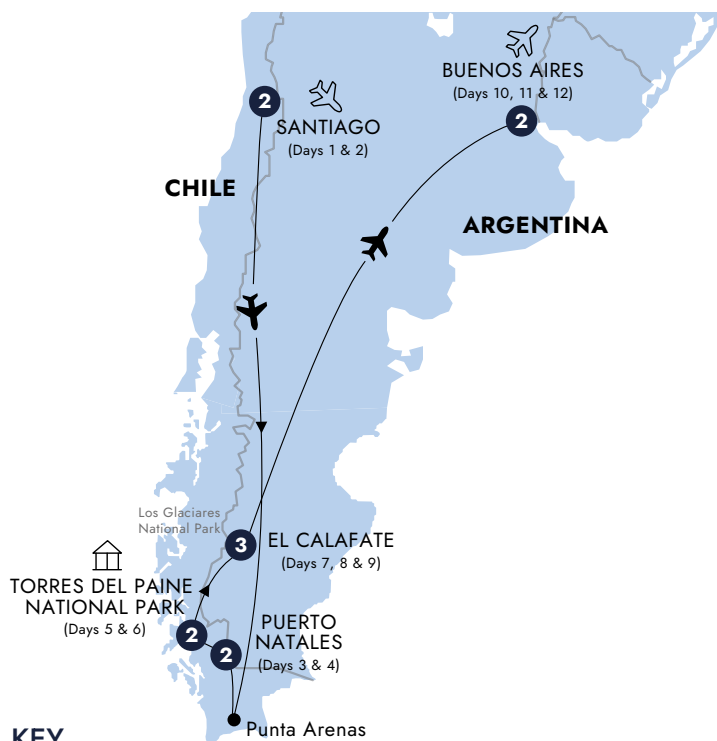 BUENOS AIRES
(Days 10, 11 & 12)
2
2
SANTIAGO
(Days 1 & 2)
CHILE
ARGENTINA
Los Glaciares
National Park
3
EL CALAFATE
(Days 7, 8 & 9)
TORRES DEL PAINE
NATIONAL PARK
(Days 5 & 6)
2
PUERTO
NATALES
(Days 3 & 4)
2
Punta Arenas
KEY